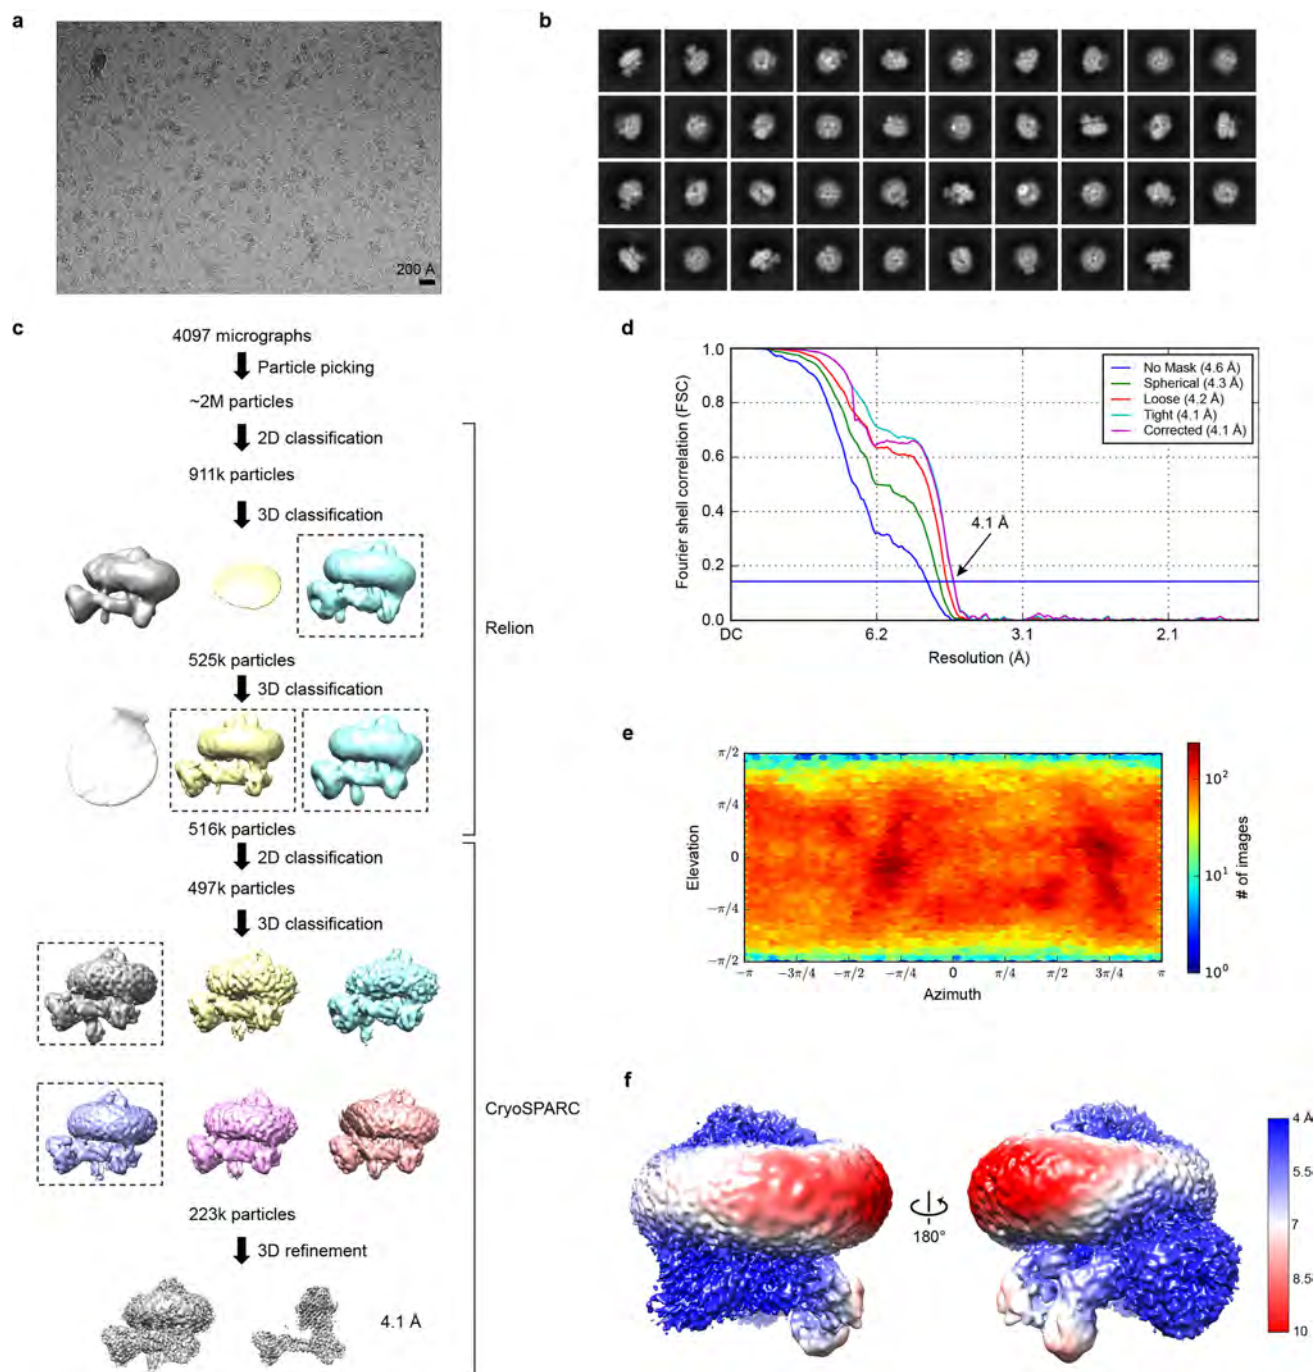 a
200 Å
b
c
4097 micrographs
Particle picking
~2M particles
2D classification
911k particles
3D classification
525k particles
3D classification
516k particles
Relion
2D classification
497k particles
3D classification
223k particles
3D refinement
4.1 Å
CryoSPARC
d
Fourier shell correlation (FSC)
1.0
0.8
0.6
0.4
0.2
0.0
No Mask (4.6 Å)
Spherical (4.3 Å)
Loose (4.2 Å)
Tight (4.1 Å)
Corrected (4.1 Å)
4.1 Å
DC 6.2 3.1 2.1
Resolution (Å)
e
Elevation
π/2
π/4
0
−π/4
−π/2
−π −3π/4 −π/2 −π/4 0 π/4 π/2 3π/4 π
Azimuth
10²
10¹
10⁰
# of images
f
180°
4 Å
5.5
7
8.5
10